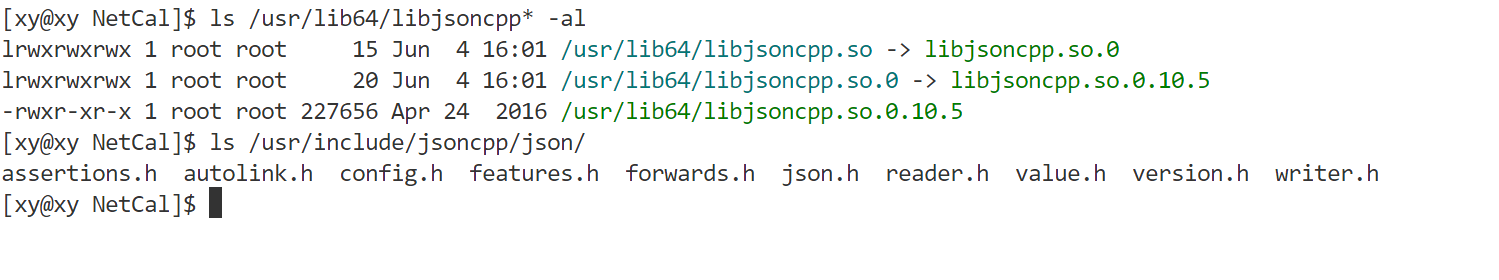 [xy@xy NetCal]$ ls /usr/lib64/libjsoncpp* -al
lrwxrwxrwx 1 root root     15 Jun  4 16:01 /usr/lib64/libjsoncpp.so -> libjsoncpp.so.0
lrwxrwxrwx 1 root root     20 Jun  4 16:01 /usr/lib64/libjsoncpp.so.0 -> libjsoncpp.so.0.10.5
-rwxr-xr-x 1 root root 227656 Apr 24  2016 /usr/lib64/libjsoncpp.so.0.10.5
[xy@xy NetCal]$ ls /usr/include/jsoncpp/json/
assertions.h  autolink.h  config.h  features.h  forwards.h  json.h  reader.h  value.h  version.h  writer.h
[xy@xy NetCal]$